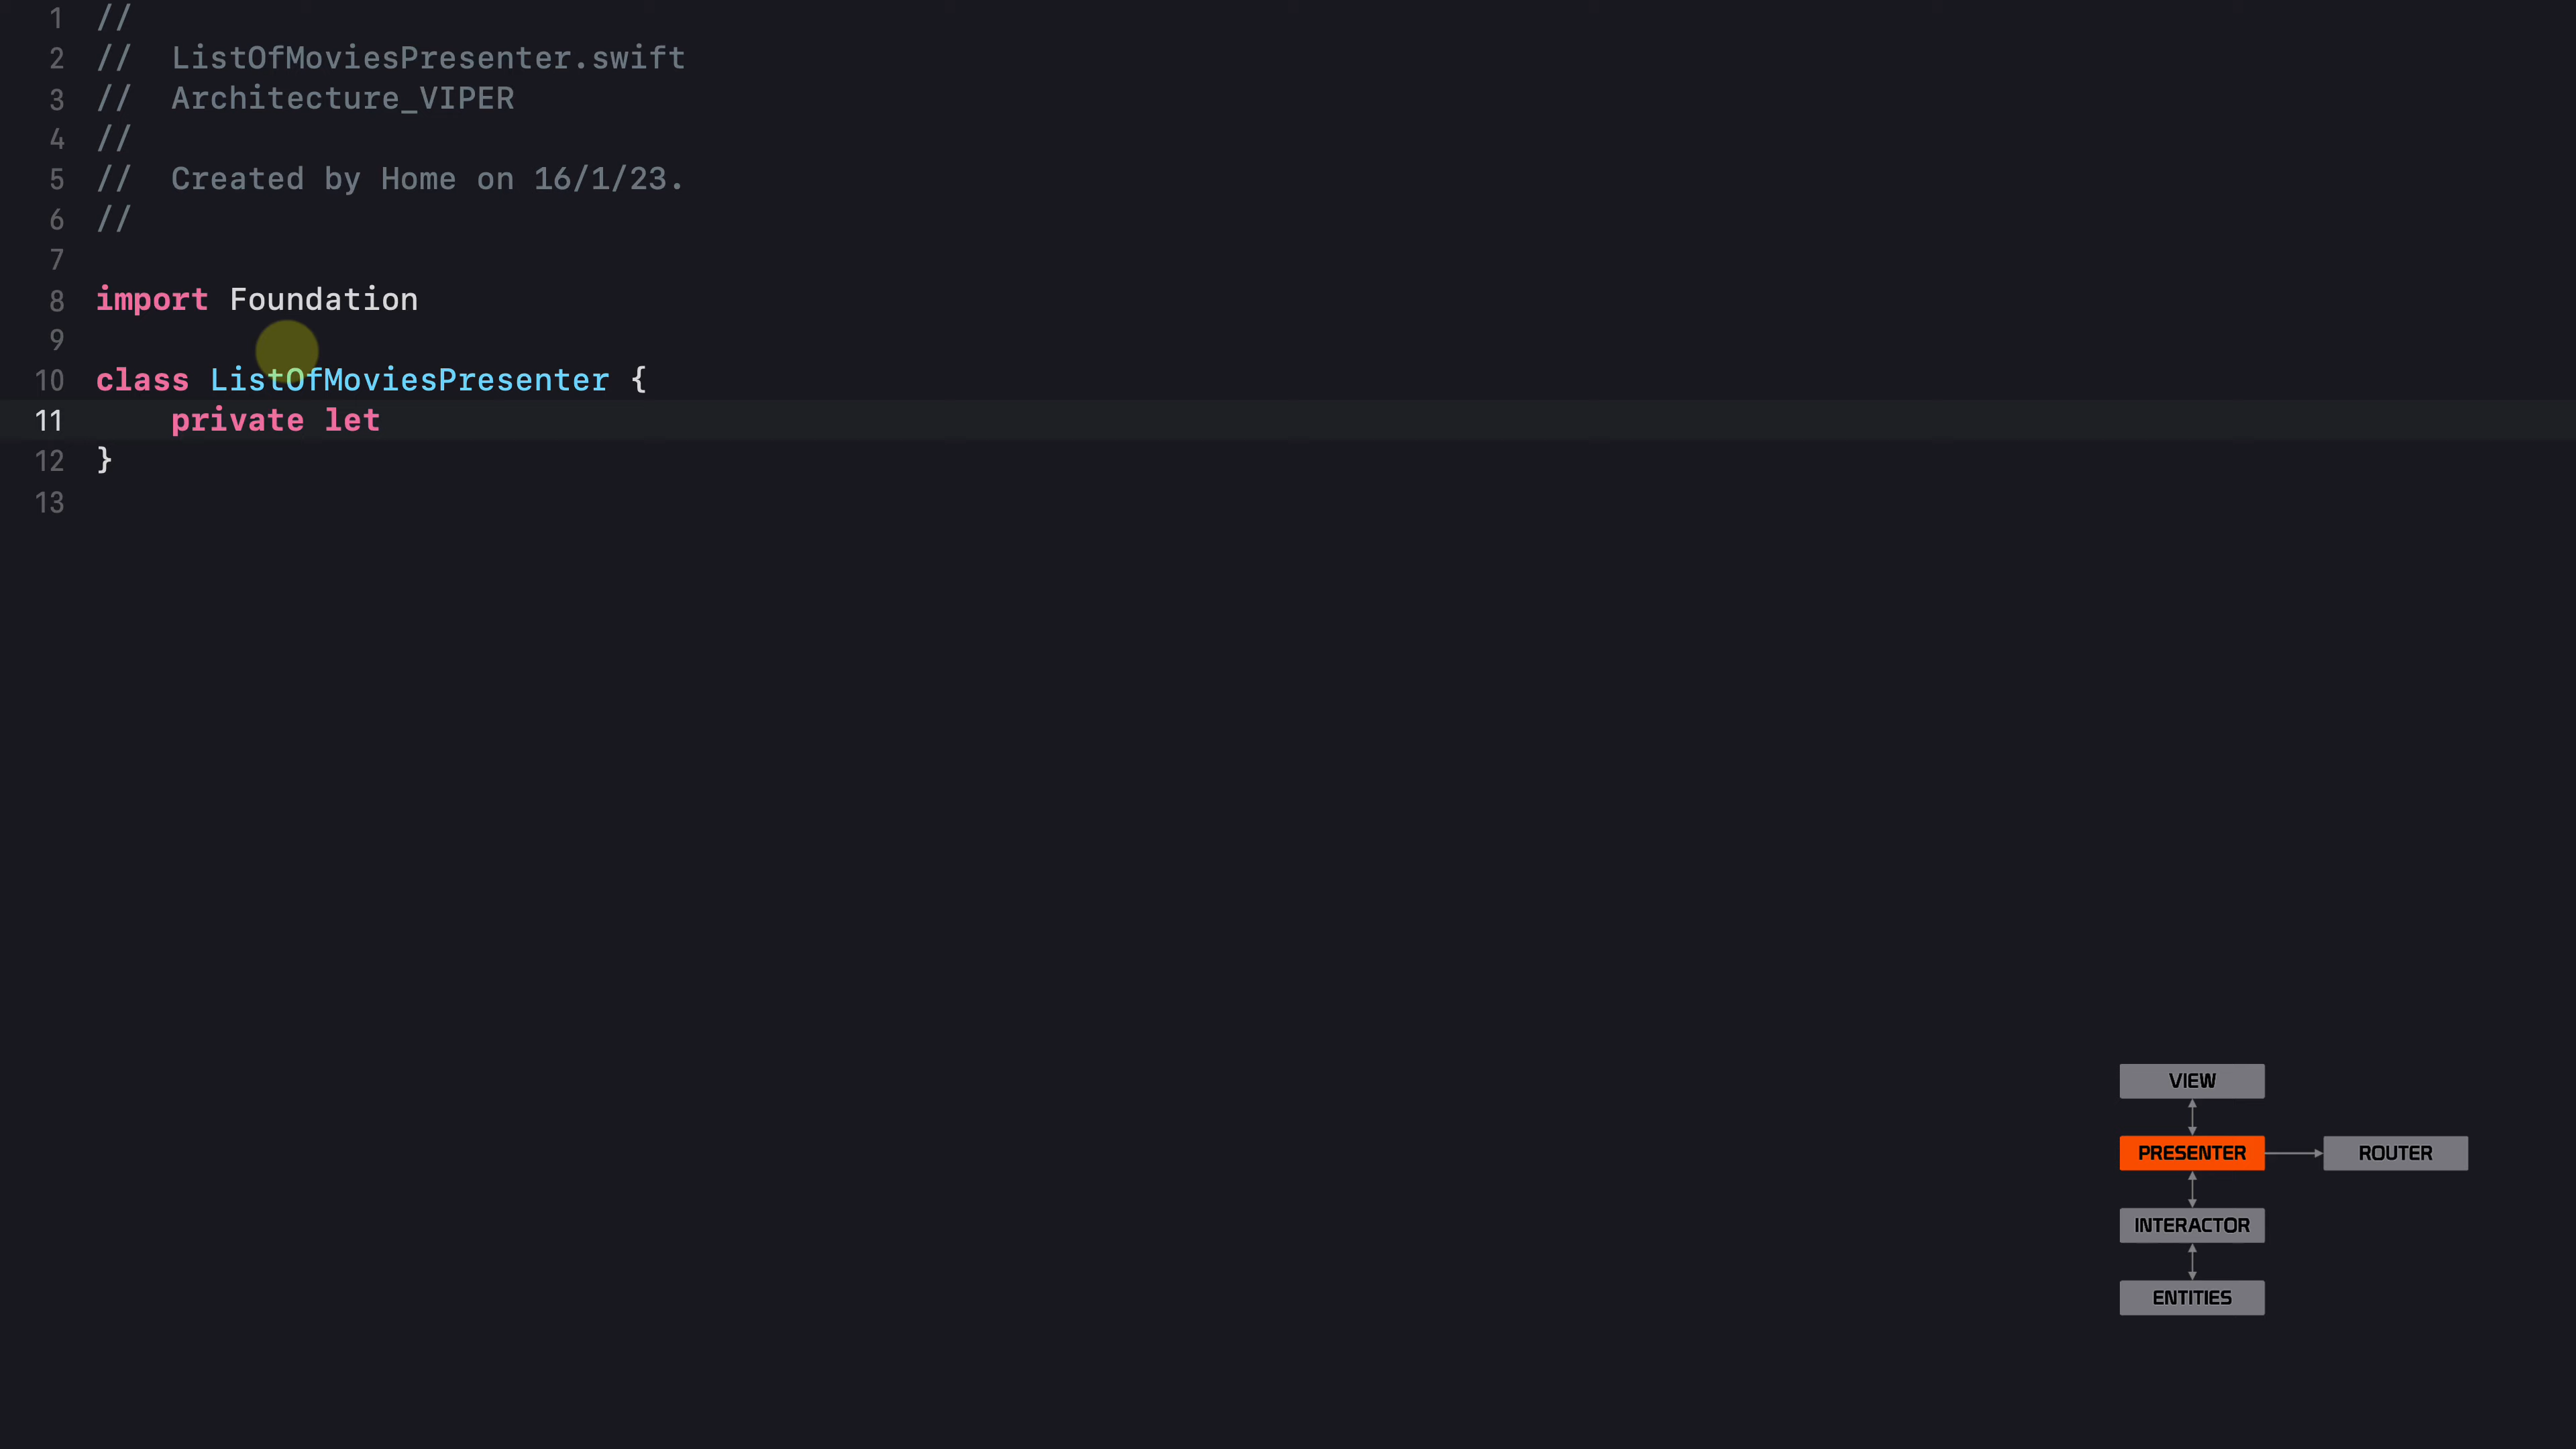 1 //
2 //  ListOfMoviesPresenter.swift
3 //  Architecture_VIPER
4 //
5 //  Created by Home on 16/1/23.
6 //
7
8 import Foundation
9
10 class ListOfMoviesPresenter {
11     private let
12 }
13
VIEW
PRESENTER ROUTER
INTERACTOR
ENTITIES